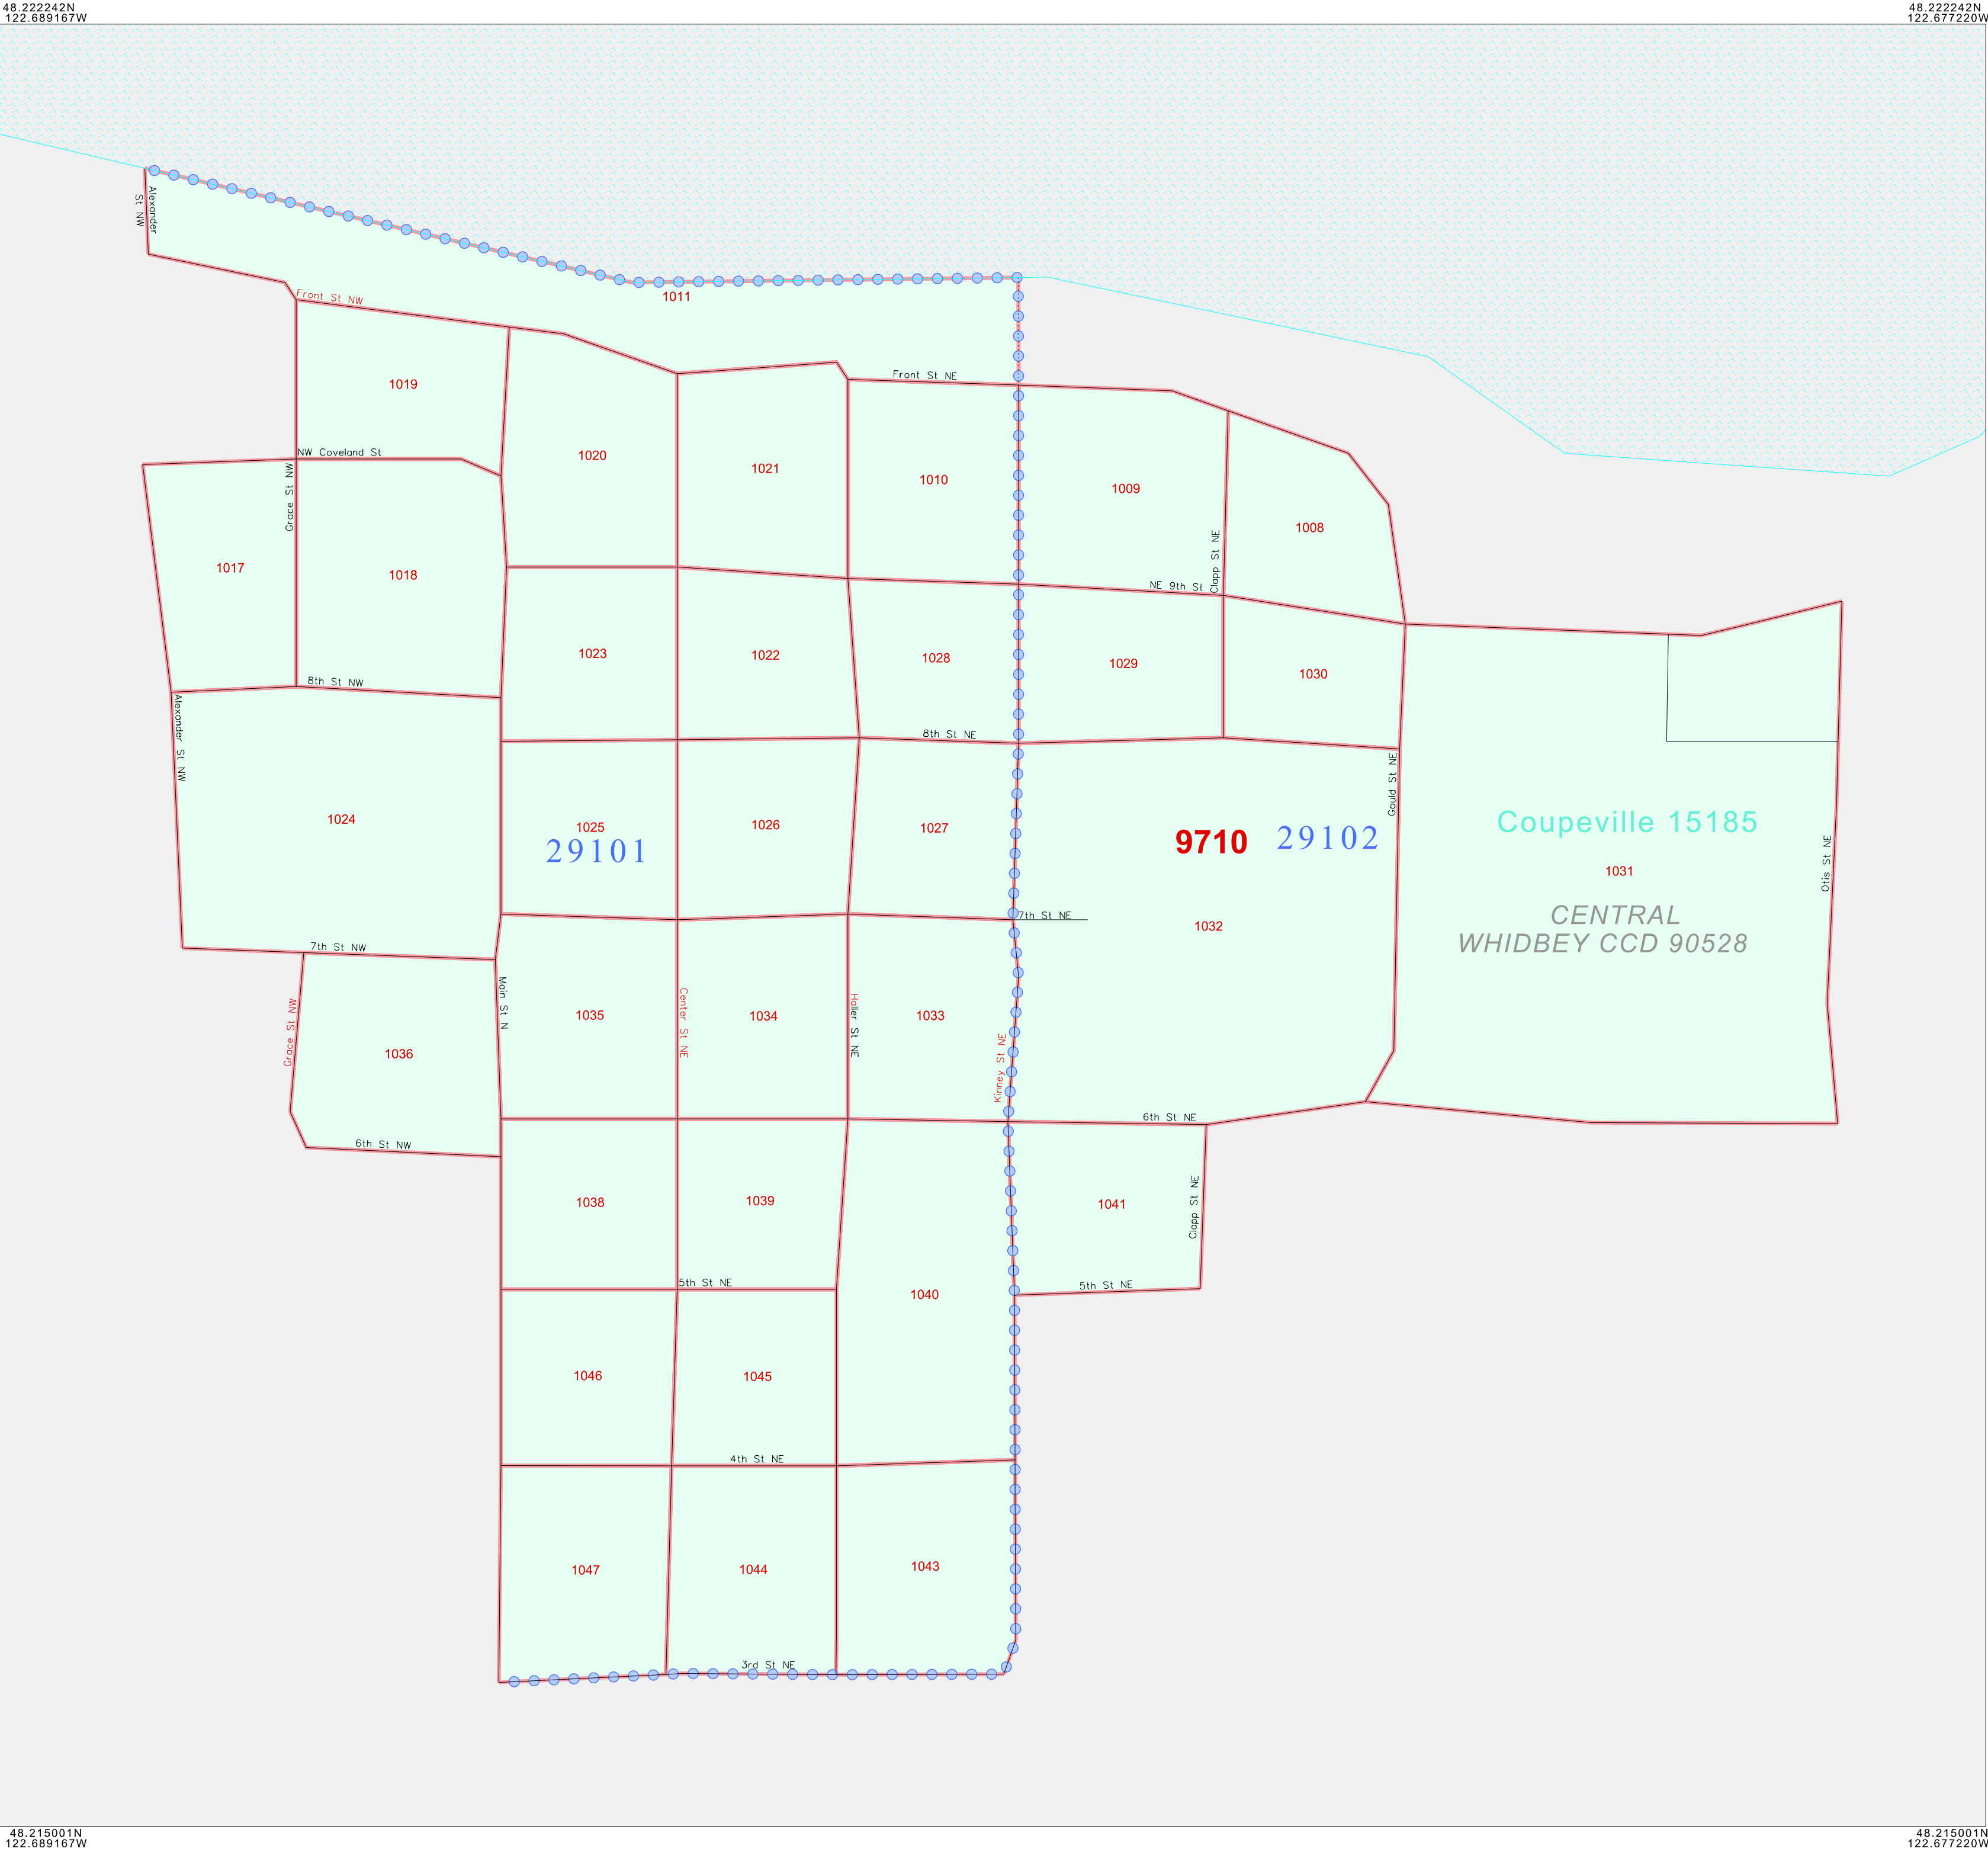 48.222242N
122.689167W
48.222242N
122.677220W
Alexander
St NW
1011
Front St NW
Front St NE
1019
1020
1021
1010
1009
1008
NW Coveland St
Grace St NW
Clapp St NE
1017
1018
NE 9th St
1023
1022
1028
1029
1030
8th St NW
Alexander St NW
8th St NE
Gould St NE
1024
1025
29101
1026
1027
9710
29102
Coupeville 15185
1031
Otis St NE
CENTRAL
WHIDBEY CCD 90528
7th St NE
1032
7th St NW
Main St N
Center St NE
Haller St NE
Kinney St NE
Grace St NW
1036
1035
1034
1033
6th St NW
6th St NE
1038
1039
1040
1041
Clapp St NE
5th St NE
5th St NE
1046
1045
4th St NE
1047
1044
1043
3rd St NE
48.215001N
122.689167W
48.215001N
122.677220W